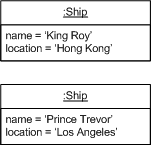 :Ship
name = ‘King Roy’
location = ‘Hong Kong’
:Ship
name = ‘Prince Trevor’
location = ‘Los Angeles’